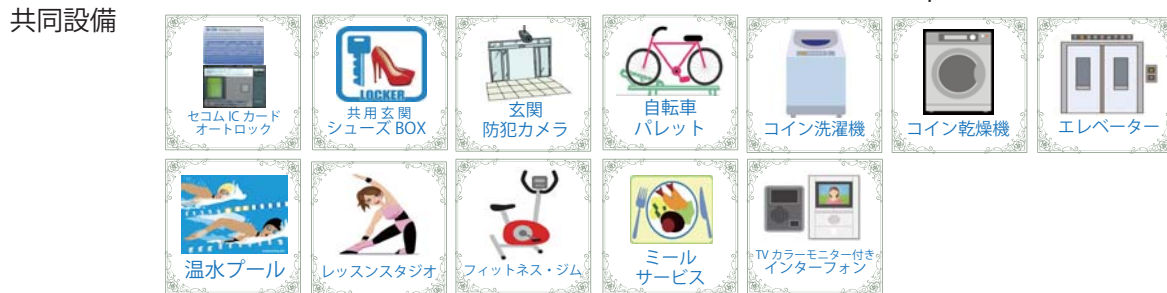 共同設備
セコム IC カード
オートロック
LOCKER
共用玄関
シューズ BOX
玄関
防犯カメラ
自転車
パレット
コイン洗濯機
コイン乾燥機
エレベーター
温水プール
レッスンスタジオ
フィットネス・ジム
ミール
サービス
TV カラーモニター付き
インターフォン